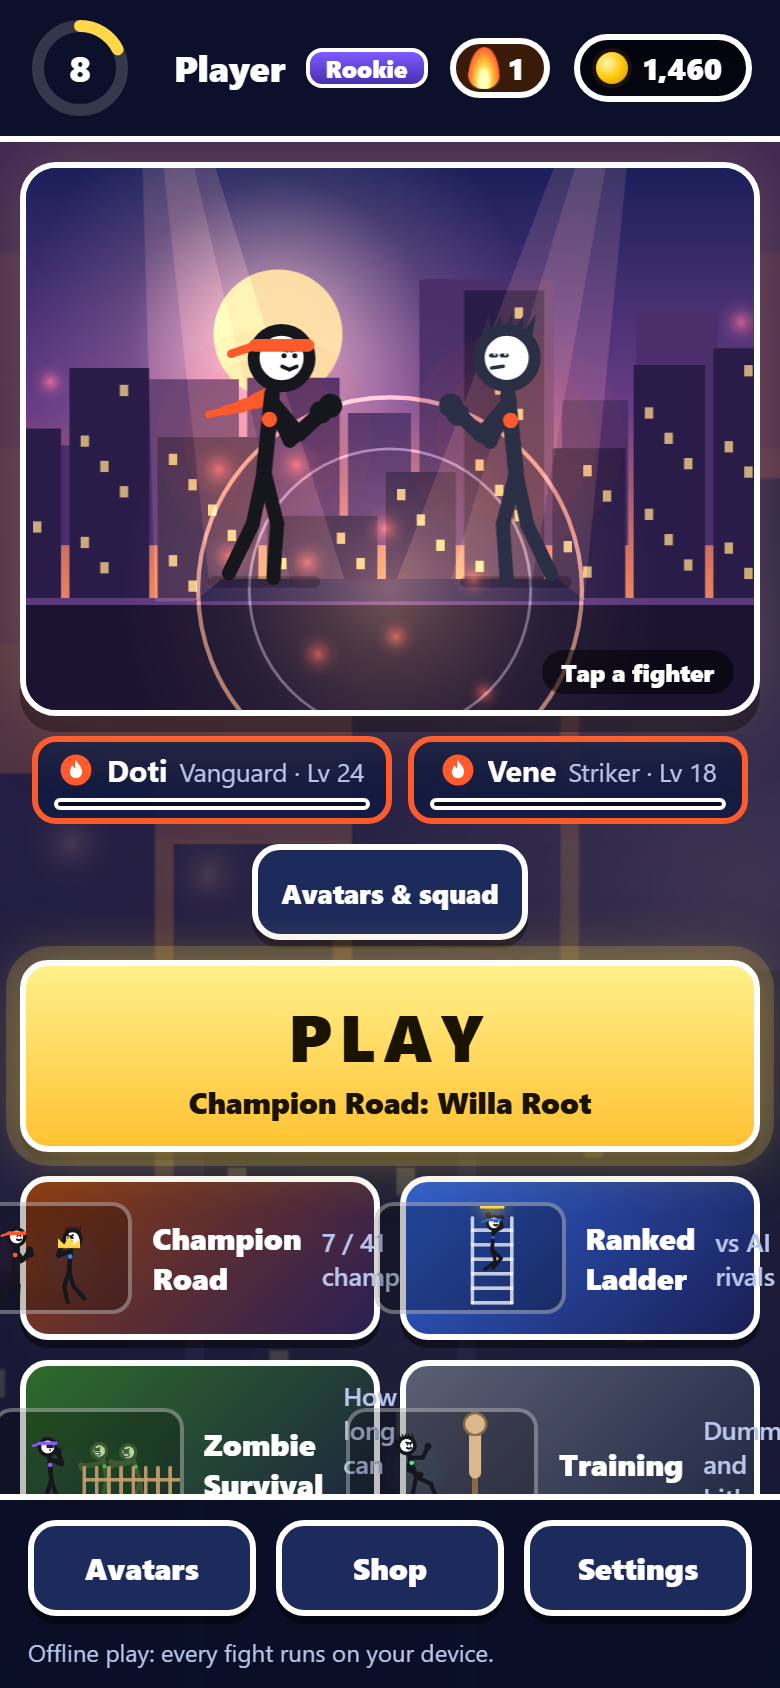 8 Player Rookie 1 1,460
Tap a fighter
Doti Vanguard · Lv 24
Vene Striker · Lv 18
Avatars & squad
PLAY
Champion Road: Willa Root
Champion Road
7 / 41
champ
Ranked Ladder
vs AI
rivals
Zombie Survival
How
long
can
Training
Dumm
and
Avatars
Shop
Settings
Offline play: every fight runs on your device.